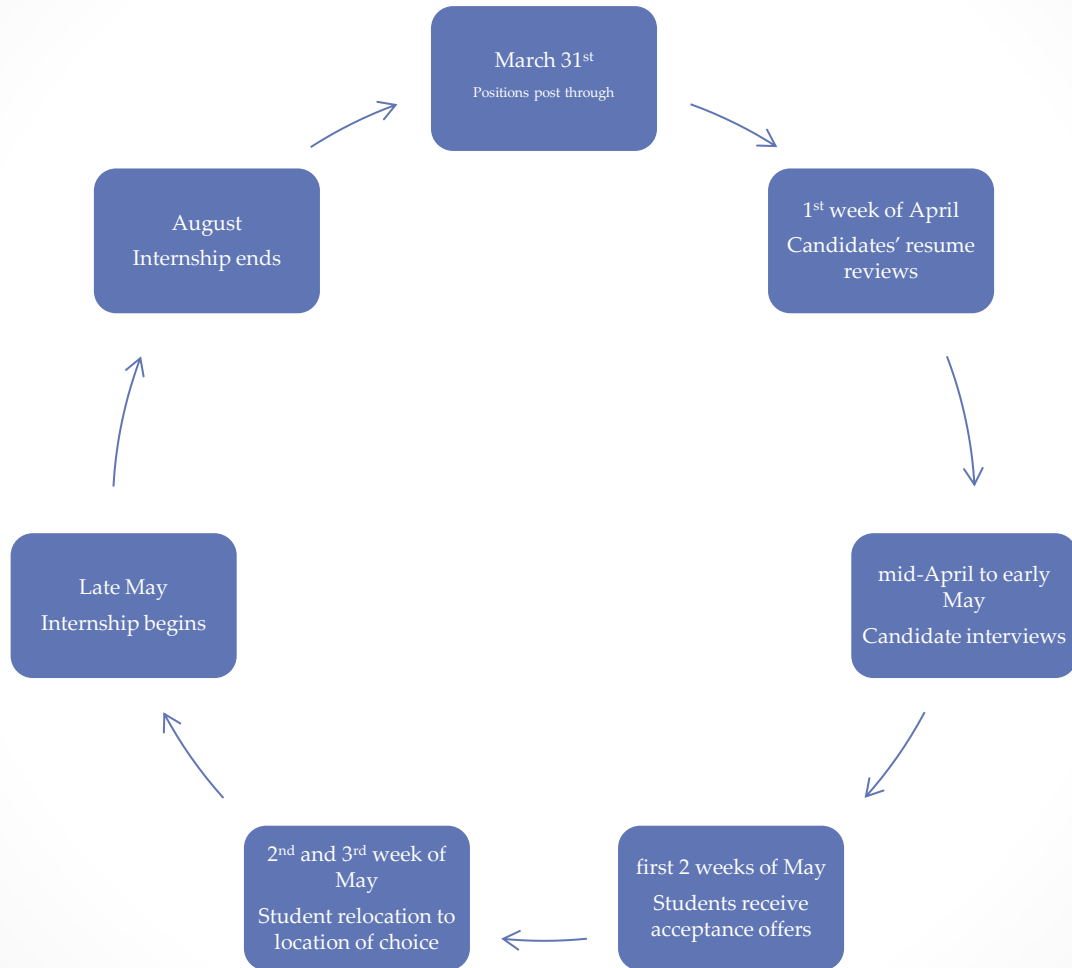 March 31st
Positions post through
1st week of April
Candidates’ resume
reviews
mid-April to early
May
Candidate interviews
first 2 weeks of May
Students receive
acceptance offers
2nd and 3rd week of
May
Student relocation to
location of choice
Late May
Internship begins
August
Internship ends